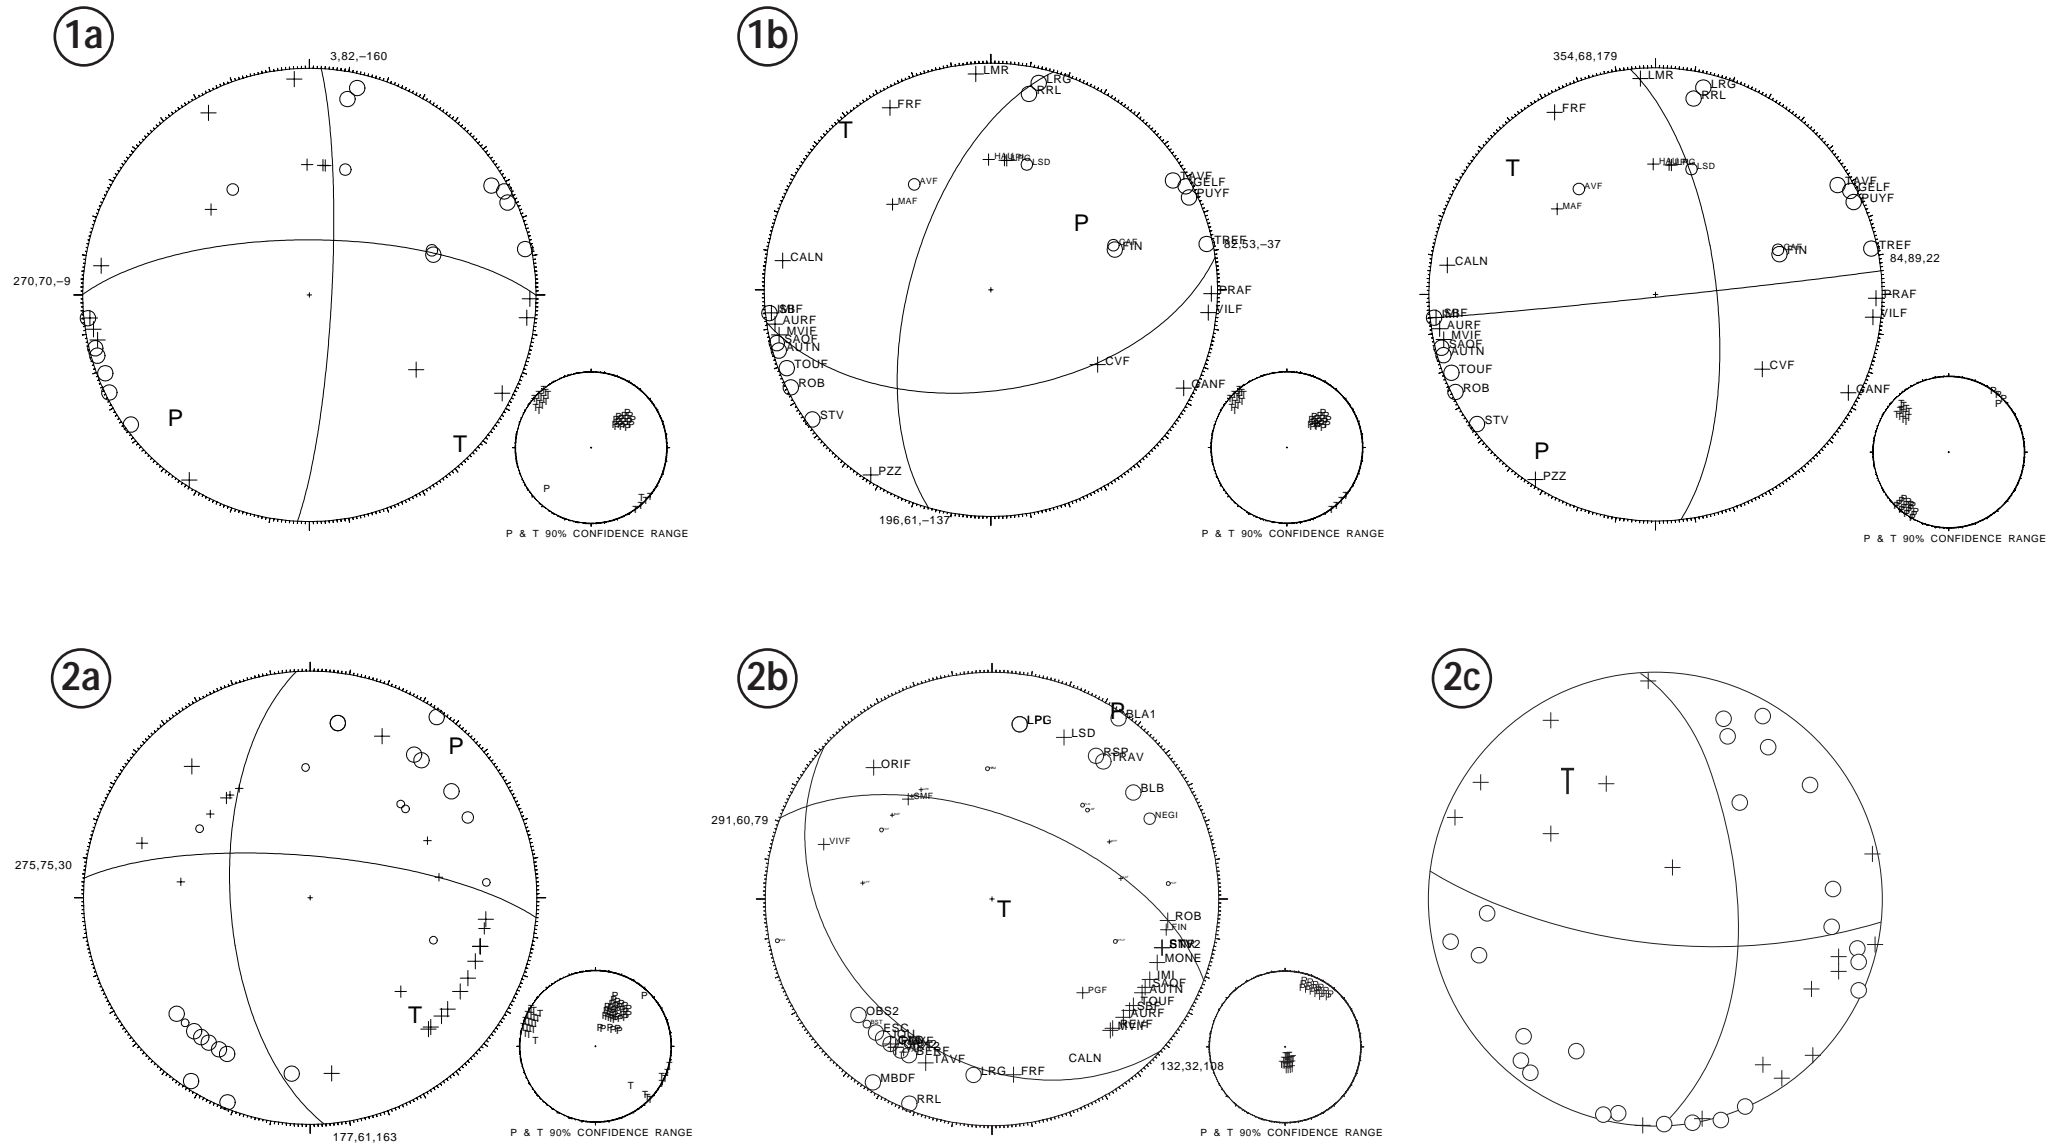 1a
3,82,–160
270,70,–9
P
T
P
T
P & T 90% CONFIDENCE RANGE
1b
LMR
LRG
RRL
FRF
T
LSD
AVF
MAF
TAVF
GELF
PUYF
P
FIN
TREF
82,53,–37
CALN
PRAF
VILF
AURF
MVIF
SAOF
AUTN
TOUF
ROB
CVF
GANF
STV
PZZ
196,61,–137
P & T 90% CONFIDENCE RANGE
354,68,179
LMR
LRG
RRL
FRF
T
LSD
AVF
MAF
TAVF
GELF
PUYF
FIN
TREF
84,89,22
CALN
PRAF
VILF
AURF
MVIF
SAOF
AUTN
TOUF
ROB
CVF
GANF
STV
P
PZZ
P & T 90% CONFIDENCE RANGE
2a
P
275,75,30
T
177,61,163
P & T 90% CONFIDENCE RANGE
2b
P
BLA1
LPG
LSD
RSP
TRAV
ORIF
BLB
SMF
NEGI
291,60,79
VIVF
T
ROB
FIN
MONE
IMI
SAOF
AUTN
PGF
TOUF
SBF
AURF
REVF
MVIF
OBS2
ESC
TAVF
CALN
132,32,108
LRG
FRF
MBDF
RRL
P & T 90% CONFIDENCE RANGE
2c
T